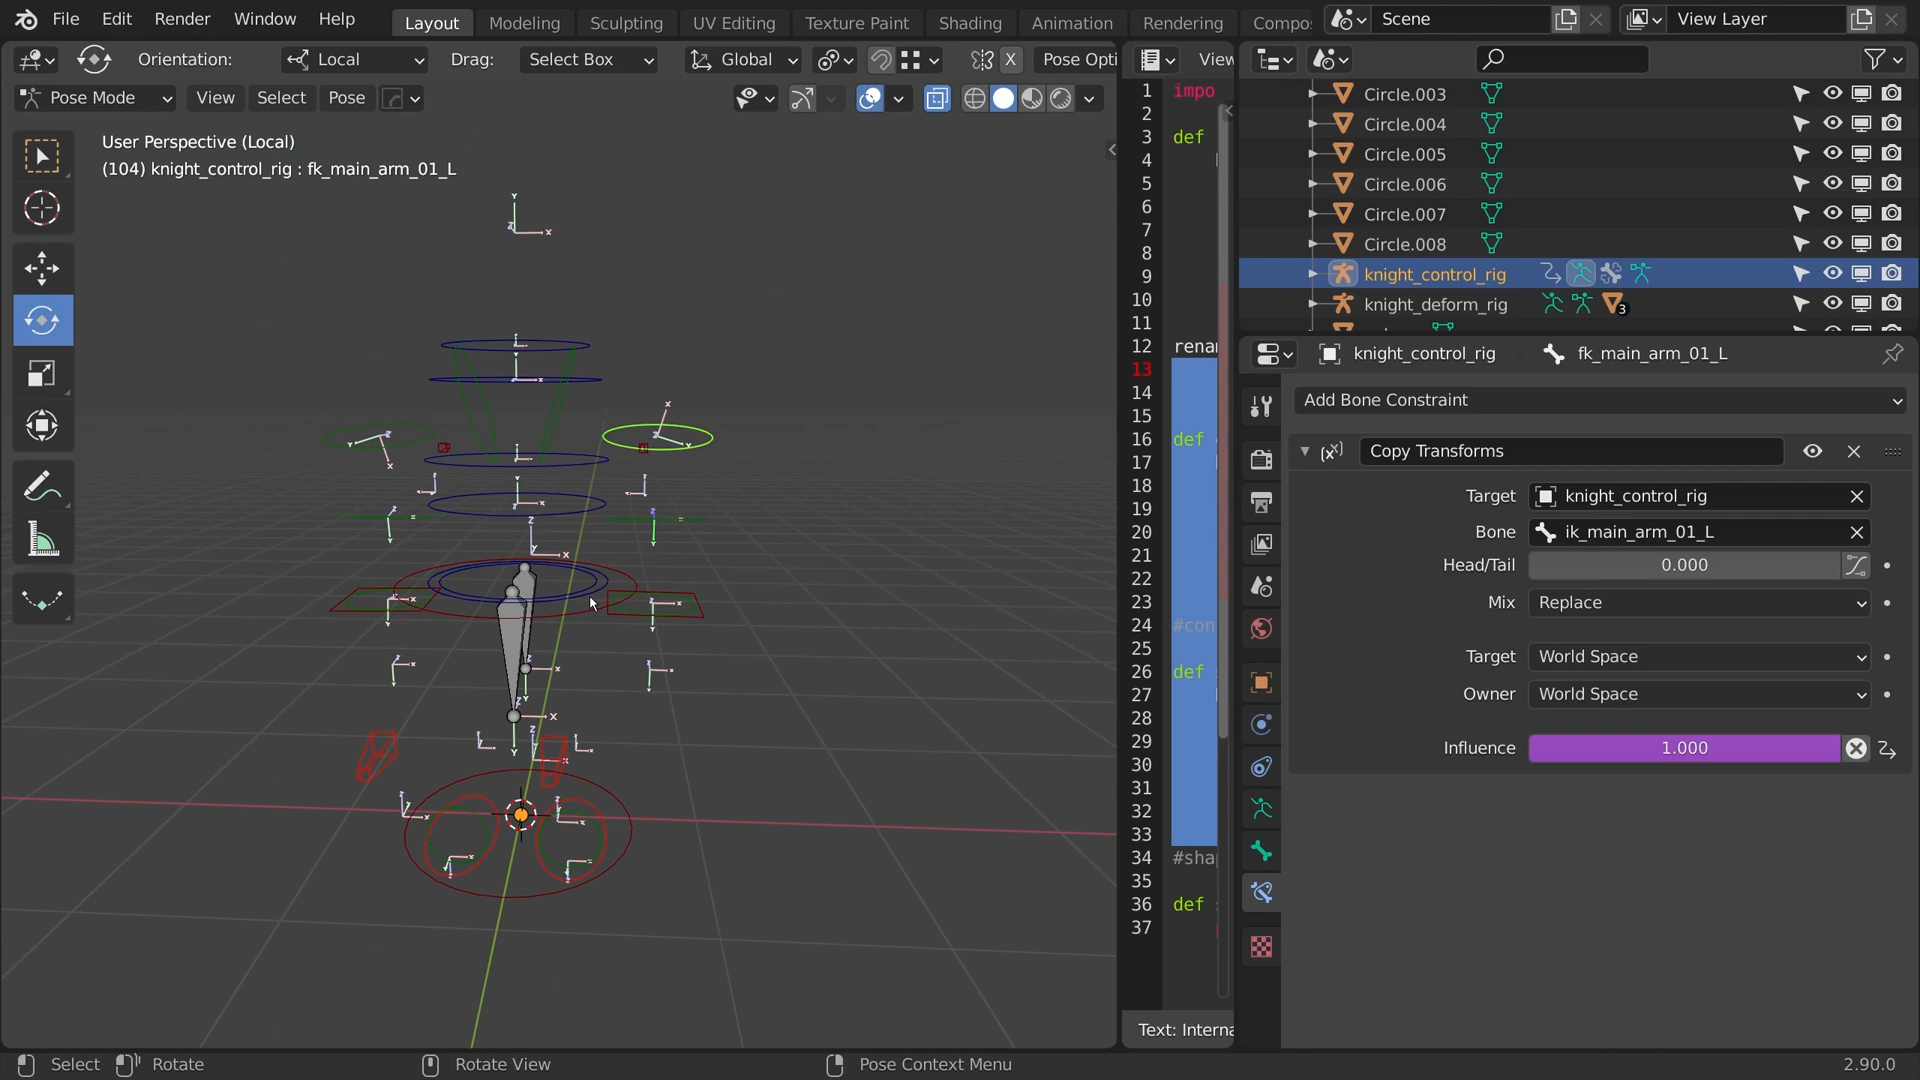 File Edit Render Window Help
Layout Modeling Sculpting UV Editing Texture Paint Shading Animation Rendering Compo
Scene
View Layer
Orientation: Local Drag: Select Box Global X Pose Opti
Pose Mode View Select Pose
User Perspective (Local)
(104) knight_control_rig : fk_main_arm_01_L
View
1 impo
2
3 def
4
5
6
7
8
9
10
11
12 renar
13
14
15
16 def
17
18
19
20
21
22
23
24 #con
25
26 def
27
28
29
30
31
32
33
34 #sha
35
36 def
37
Text: Interna
Circle.003
Circle.004
Circle.005
Circle.006
Circle.007
Circle.008
knight_control_rig
knight_deform_rig 3
knight_control_rig fk_main_arm_01_L
Add Bone Constraint
Copy Transforms
Target knight_control_rig
Bone ik_main_arm_01_L
Head/Tail 0.000
Mix Replace
Target World Space
Owner World Space
Influence 1.000
Select Rotate Rotate View Pose Context Menu 2.90.0